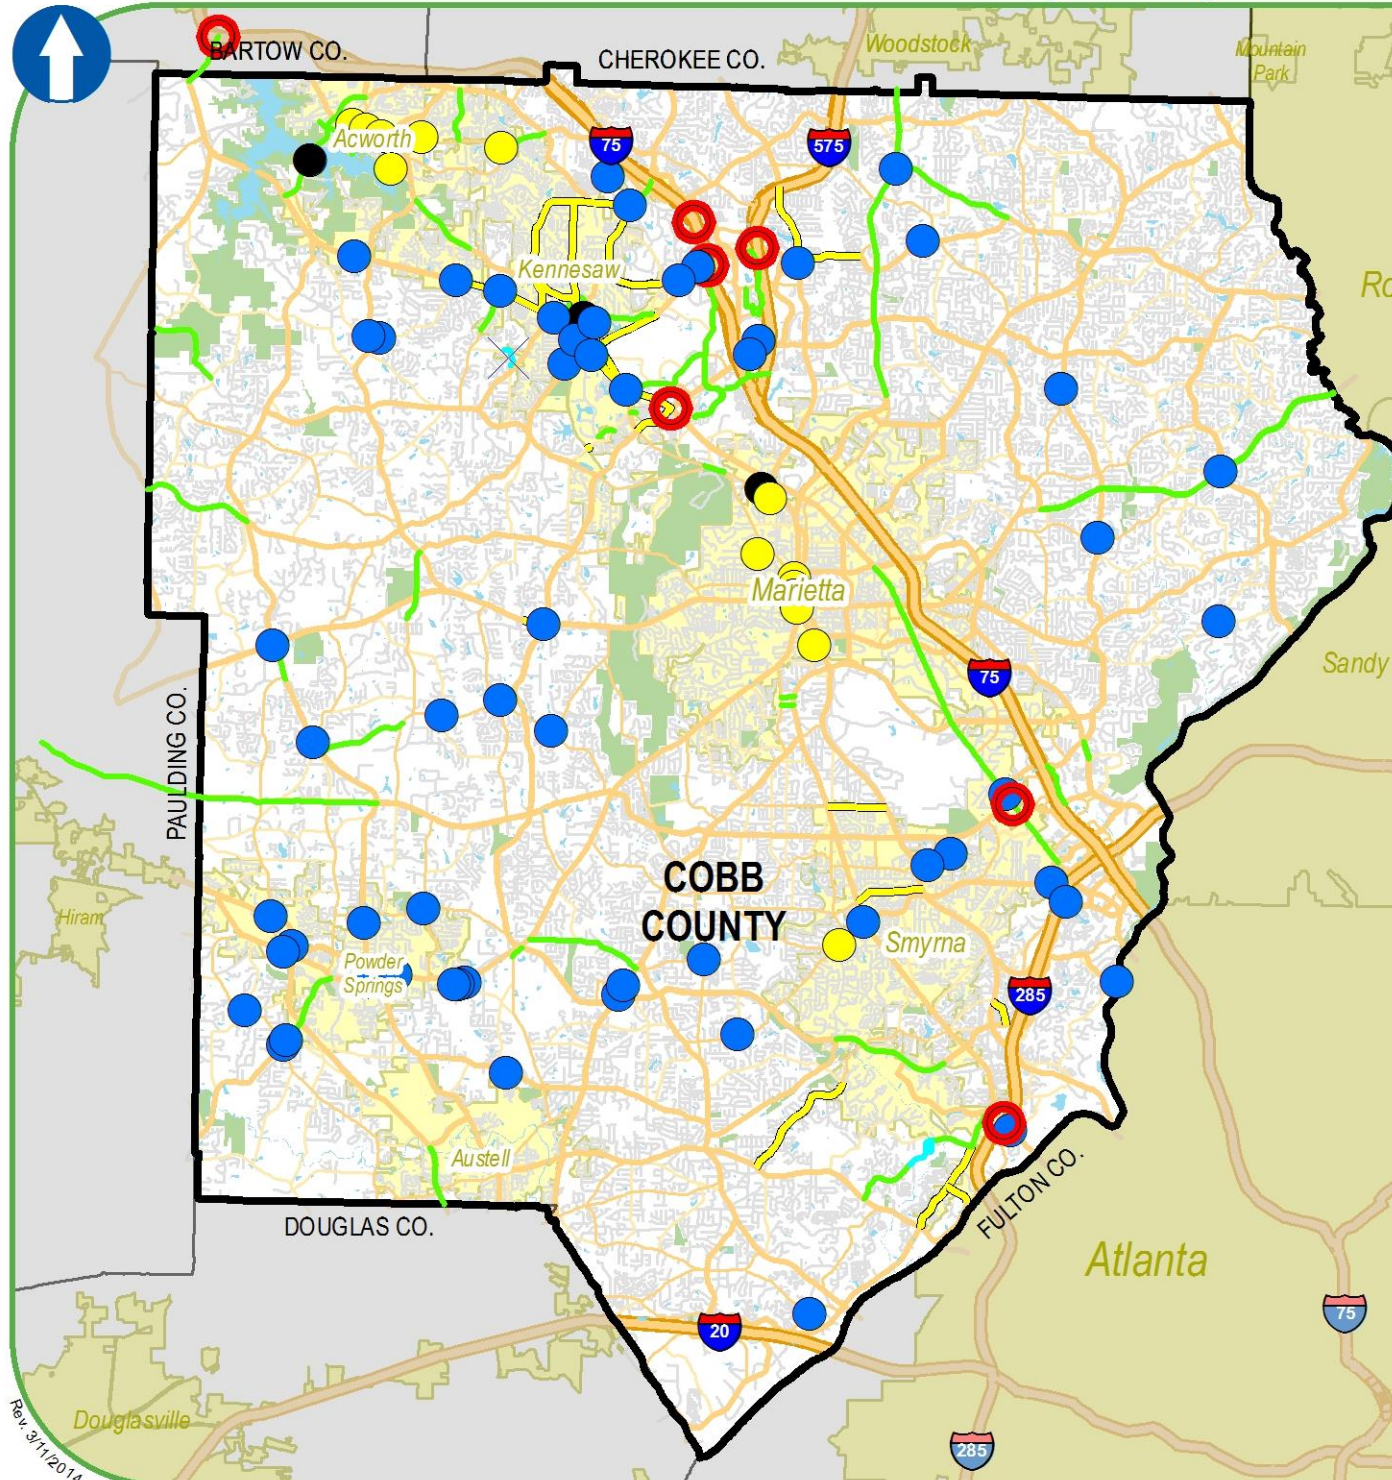 BARTOW CO.
CHEROKEE CO.
Woodstock
Mountain
Park
Acworth
75
575
Kennesaw
Ro
Marietta
Sandy
75
PAULDING CO.
COBB
COUNTY
Hiram
Smyrna
Powder
Springs
285
Austell
FULTON CO.
DOUGLAS CO.
Atlanta
75
20
Douglasville
285
Rev. 3/11/2014